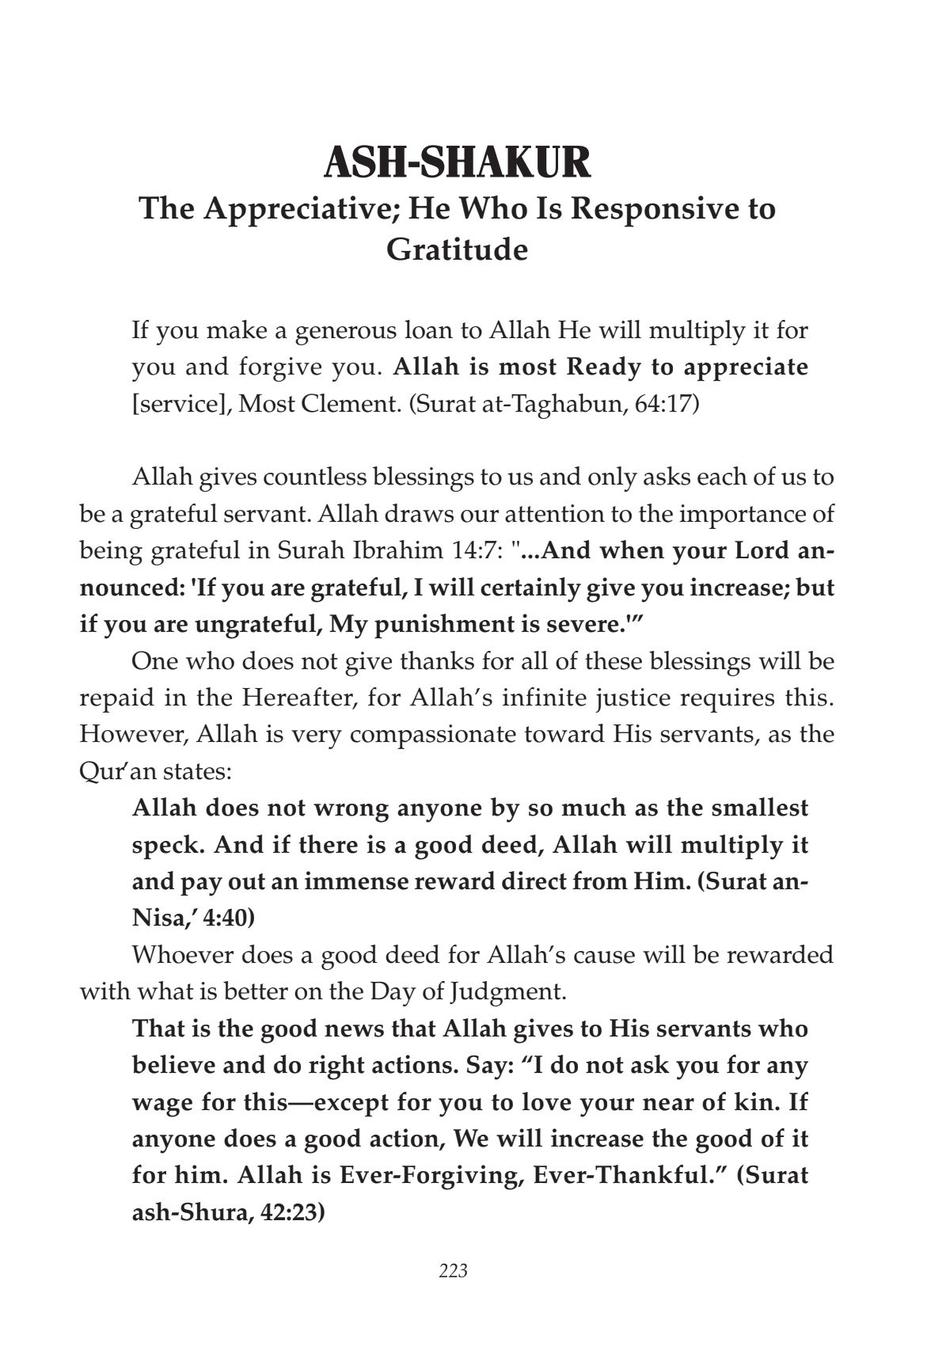 ASH-SHAKUR
The Appreciative; He Who Is Responsive to
Gratitude
If you make a generous loan to Allah He will multiply it for
you and forgive you. Allah is most Ready to appreciate
[service], Most Clement. (Surat at-Taghabun, 64:17)
Allah gives countless blessings to us and only asks each of us to
be a grateful servant. Allah draws our attention to the importance of
being grateful in Surah Ibrahim 14:7: "...And when your Lord an-
nounced: 'If you are grateful, I will certainly give you increase; but
if you are ungrateful, My punishment is severe.'”
One who does not give thanks for all of these blessings will be
repaid in the Hereafter, for Allah’s infinite justice requires this.
However, Allah is very compassionate toward His servants, as the
Qur’an states:
Allah does not wrong anyone by so much as the smallest
speck. And if there is a good deed, Allah will multiply it
and pay out an immense reward direct from Him. (Surat an-
Nisa,’ 4:40)
Whoever does a good deed for Allah’s cause will be rewarded
with what is better on the Day of Judgment.
That is the good news that Allah gives to His servants who
believe and do right actions. Say: “I do not ask you for any
wage for this—except for you to love your near of kin. If
anyone does a good action, We will increase the good of it
for him. Allah is Ever-Forgiving, Ever-Thankful.” (Surat
ash-Shura, 42:23)
223